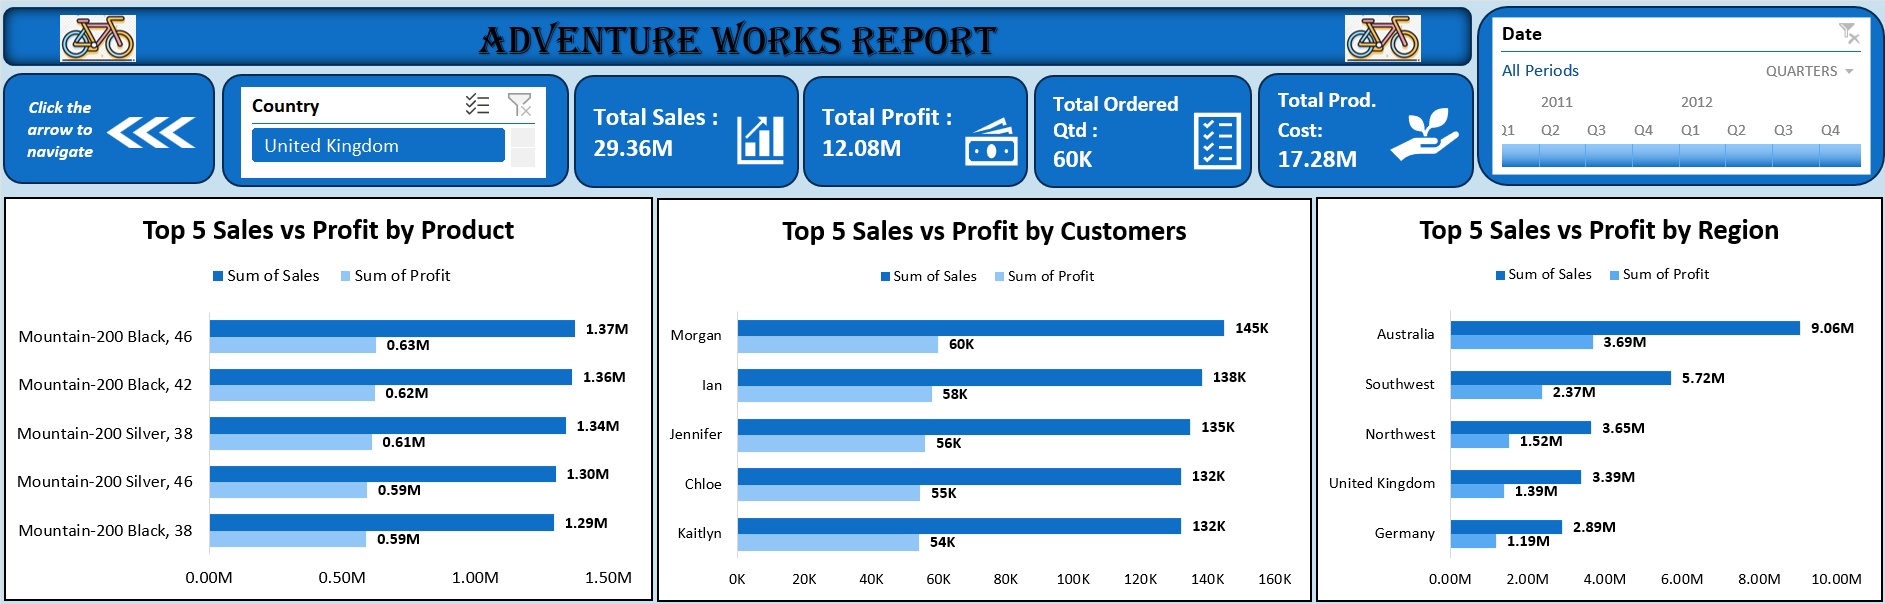 ADVENTURE WORKS REPORT
Click the
arrow to
navigate
Country
United Kingdom
Total Sales :
29.36M
Total Profit :
12.08M
Total Ordered
Qtd :
60K
Total Prod.
Cost:
17.28M
Date
All Periods
QUARTERS
2011 2012
Q1 Q2 Q3 Q4 Q1 Q2 Q3 Q4
Top 5 Sales vs Profit by Product
Sum of Sales Sum of Profit
Mountain-200 Black, 46 1.37M
0.63M
Mountain-200 Black, 42 1.36M
0.62M
Mountain-200 Silver, 38 1.34M
0.61M
Mountain-200 Silver, 46 1.30M
0.59M
Mountain-200 Black, 38 1.29M
0.59M
0.00M 0.50M 1.00M 1.50M
Top 5 Sales vs Profit by Customers
Sum of Sales Sum of Profit
Morgan 145K
60K
Ian 138K
58K
Jennifer 135K
56K
Chloe 132K
55K
Kaitlyn 132K
54K
0K 20K 40K 60K 80K 100K 120K 140K 160K
Top 5 Sales vs Profit by Region
Sum of Sales Sum of Profit
Australia 9.06M
3.69M
Southwest 5.72M
2.37M
Northwest 3.65M
1.52M
United Kingdom 3.39M
1.39M
Germany 2.89M
1.19M
0.00M 2.00M 4.00M 6.00M 8.00M 10.00M